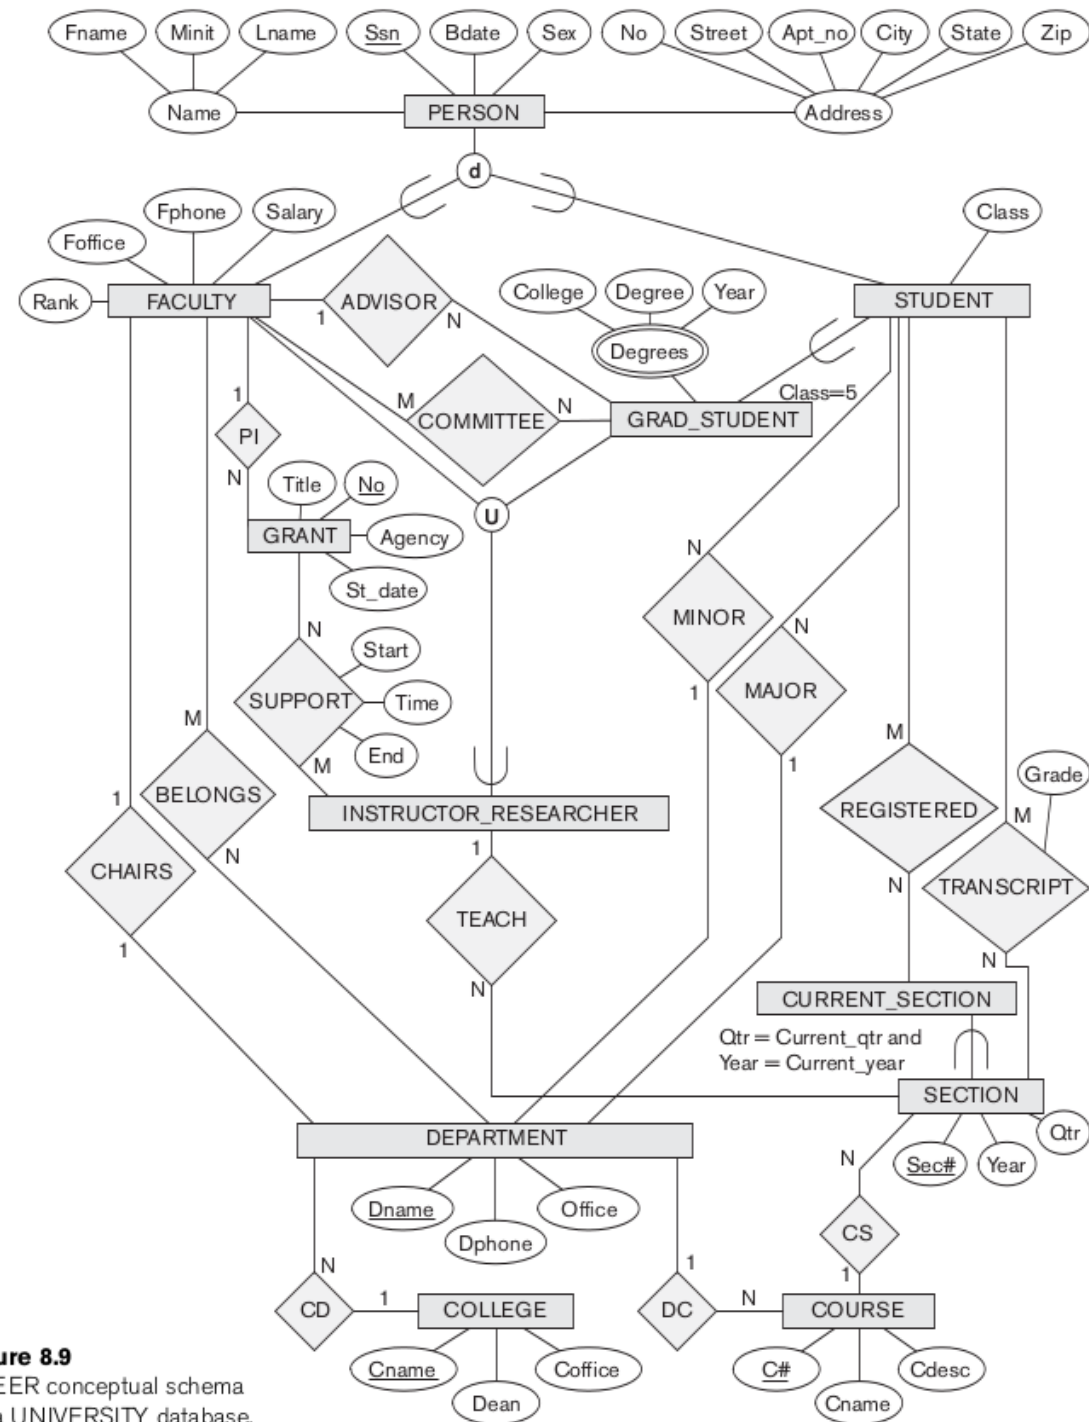 Fname Minit Lname Ssn Bdate Sex No Street Apt_no City State Zip
Name PERSON Address
d
Fphone Salary Class
Foffice
Rank FACULTY ADVISOR College Degree Year STUDENT
1 N
Degrees
Class=5
1 M COMMITTEE N GRAD_STUDENT
PI
N Title No
U
GRANT Agency
N
St_date
MINOR N
N Start
SUPPORT Time 1 MAJOR
M End M
M 1 Grade
1 BELONGS INSTRUCTOR_RESEARCHER REGISTERED M
N 1
CHAIRS N TRANSCRIPT
TEACH
1 N
N
CURRENT_SECTION
Qtr = Current_qtr and
Year = Current_year
SECTION
DEPARTMENT Qtr
N Sec# Year
Dname Office
Dphone
CS
N 1 1
CD 1 COLLEGE DC N COURSE
ure 8.9
EER conceptual schema
UNIVERSITY database.
Cname Coffice C# Cdesc
Dean Cname